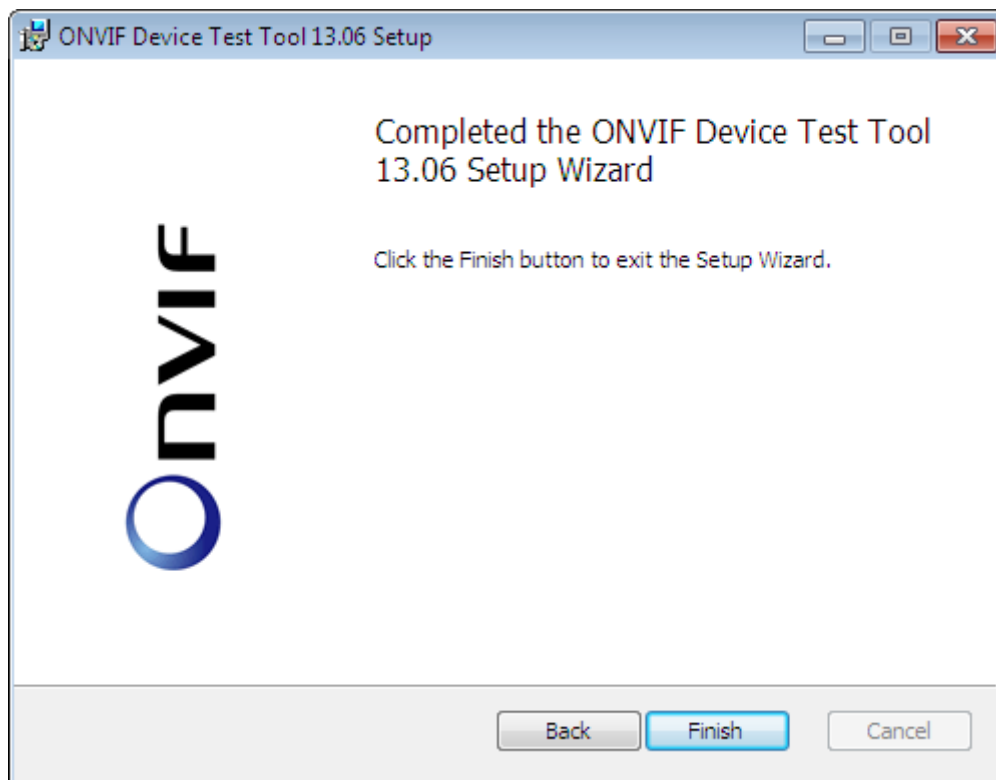 ONVIF Device Test Tool 13.06 Setup
Completed the ONVIF Device Test Tool
13.06 Setup Wizard
Click the Finish button to exit the Setup Wizard.
Onvif
Back
Finish
Cancel